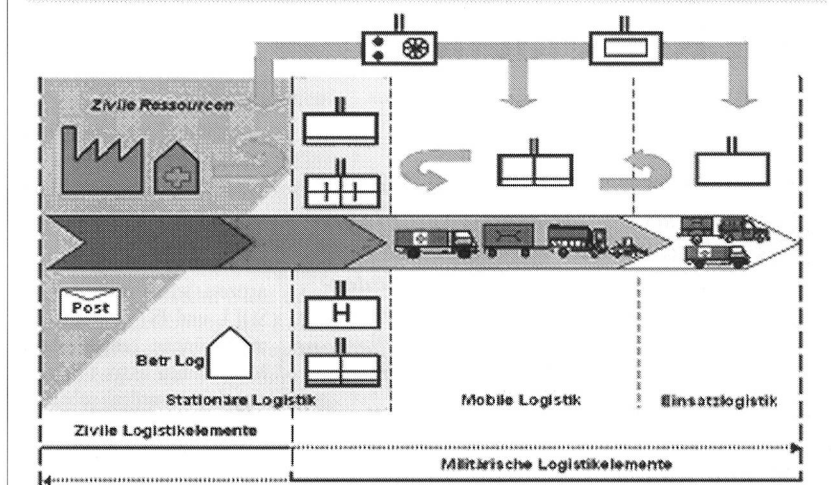 Zivile Ressourcen
Post
H
Betr Log
Stationäre Logistik
Mobile Logistik
Einsatzlogistik
Zivile Logistikelemente
Militärische Logistikelemente